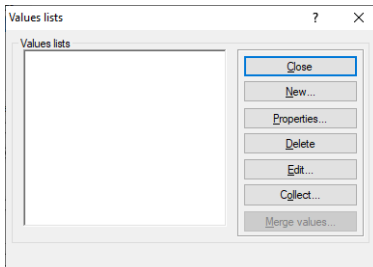 Values lists
?
Values lists
Close
New...
Properties...
Delete
Edit...
Collect...
Merge values...